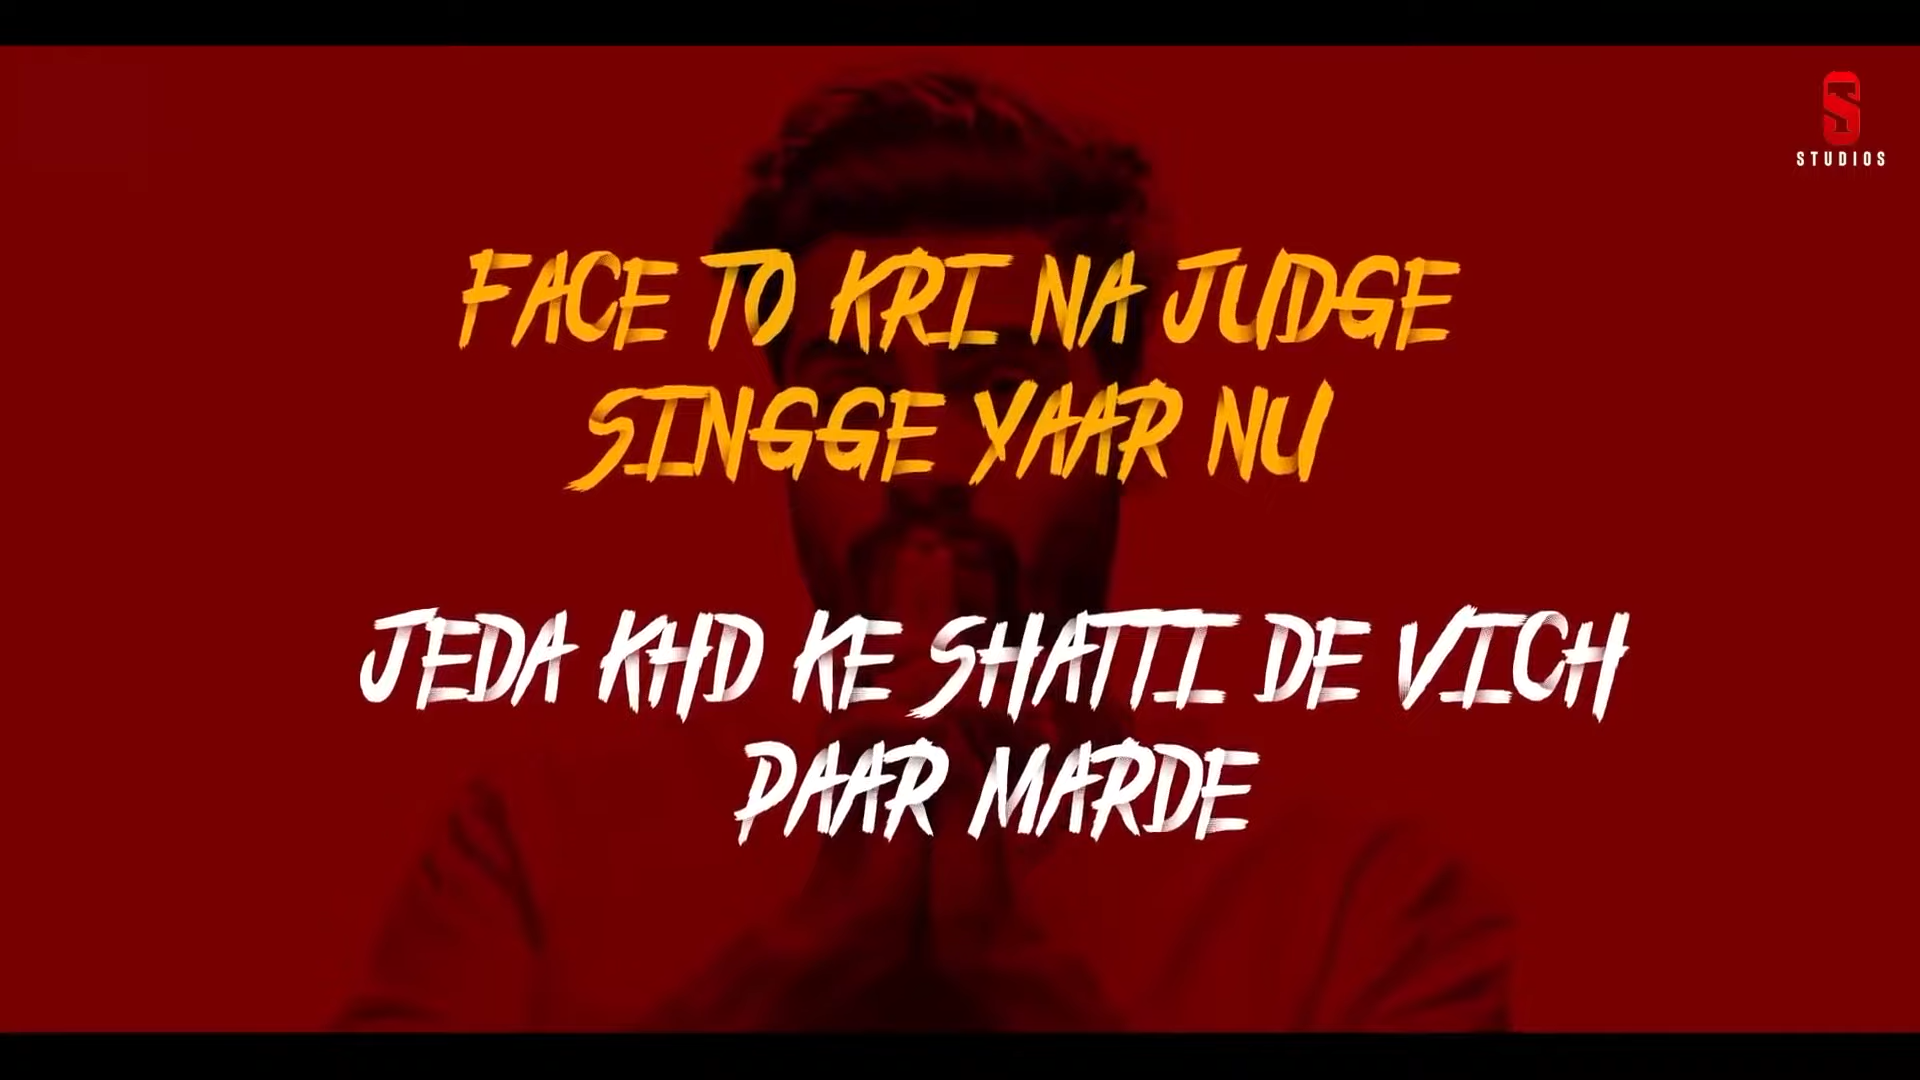 STUDIOS
FACE TO KRI NA JUDGE
SINGGE YAAR NU
JEDA KHD KE SHATTI DE VICH
PAAR MARDE